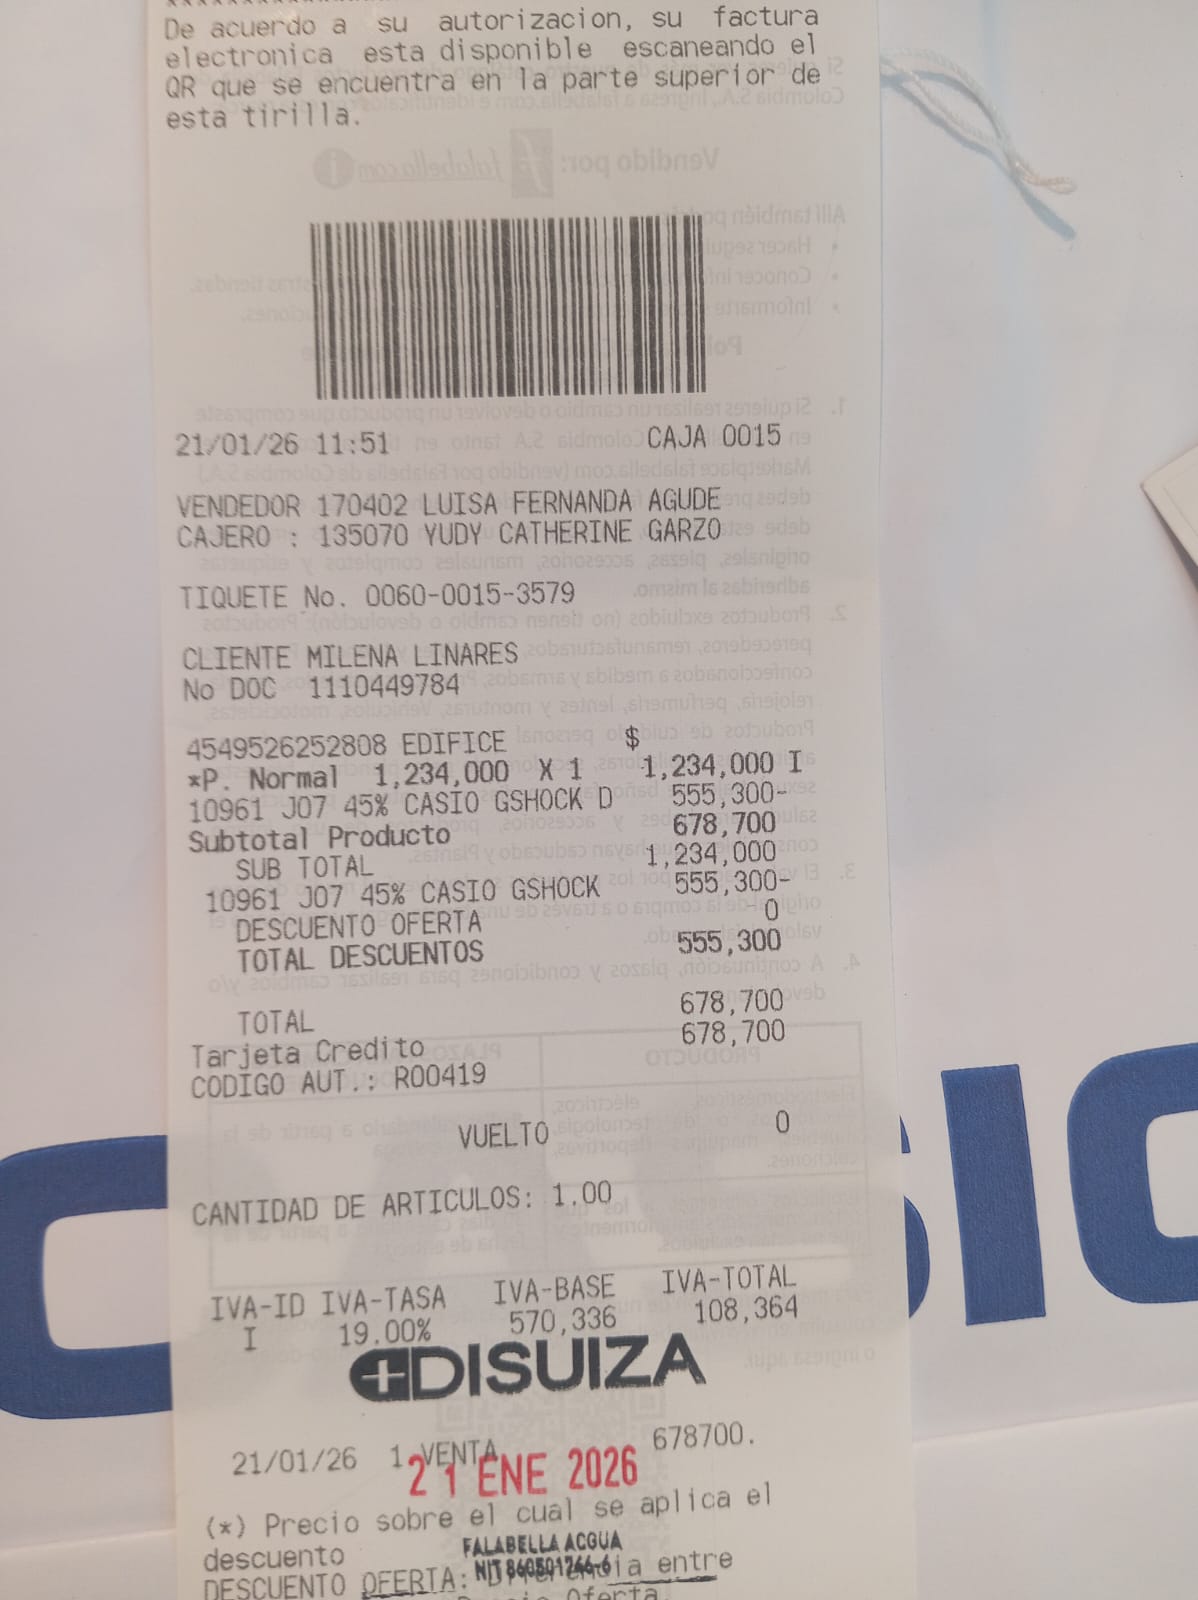 De acuerdo a su autorizacion, su factura
electronica esta disponible escaneando el
QR que se encuentra en la parte superior de
esta tirilla.
21/01/26 11:51 CAJA 0015
VENDEDOR 170402 LUISA FERNANDA AGUDE
CAJERO : 135070 YUDY CATHERINE GARZO
TIQUETE No. 0060-0015-3579
CLIENTE MILENA LINARES
No DOC 1110449784
4549526252808 EDIFICE $
*P. Normal 1,234,000 X 1 1,234,000 I
10961 J07 45% CASIO GSHOCK D 555,300-
Subtotal Producto 678,700
SUB TOTAL 1,234,000
10961 J07 45% CASIO GSHOCK 555,300-
DESCUENTO OFERTA 0
TOTAL DESCUENTOS 555,300
TOTAL 678,700
Tarjeta Credito 678,700
CODIGO AUT.: R00419
VUELTO 0
CANTIDAD DE ARTICULOS: 1.00
IVA-ID IVA-TASA IVA-BASE IVA-TOTAL
I 19.00% 570,336 108,364
DISUIZA
21/01/26 1 VENTA 678700.
21 ENE 2026
(*) Precio sobre el cual se aplica el
descuento
FALABELLA ACQUA
DESCUENTO OFERTA: entre
Oferta
SIO